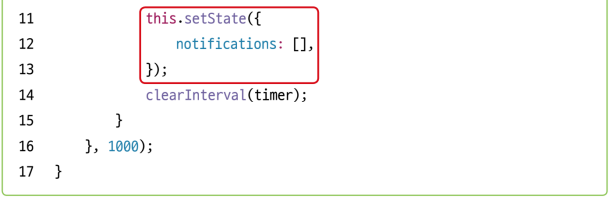 11 this.setState({
12 notifications: [],
13 });
14 clearInterval(timer);
15 }
16 }, 1000);
17 }